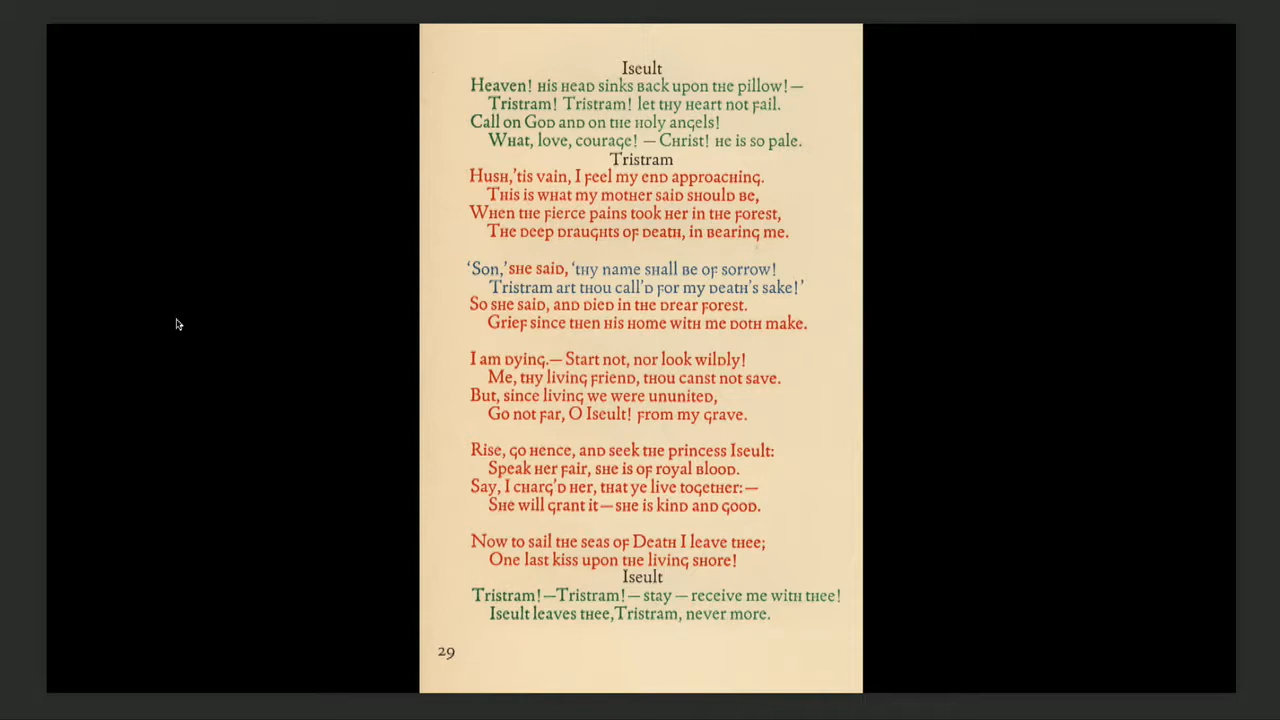 Iseult
Heaven! his head sinks back upon the pillow! —
Tristram! Tristram! let thy heart not fail.
Call on God and on the holy angels!
What, love, courage! — Christ! he is so pale.
Tristram
Hush, 'tis vain, I feel my end approaching.
This is what my mother said should be,
When the fierce pains took her in the forest,
The deep draughts of death, in bearing me.
'Son,' she said, 'thy name shall be of sorrow!
Tristram art thou call'd for my death's sake!'
So she said, and died in the drear forest.
Grief since then his home with me doth make.
I am dying. — Start not, nor look wildly!
Me, thy living friend, thou canst not save.
But, since living we were ununited,
Go not far, O Iseult! from my grave.
Rise, go hence, and seek the princess Iseult:
Speak her fair, she is of royal blood.
Say, I charg'd her, that ye live together: —
She will grant it — she is kind and good.
Now to sail the seas of Death I leave thee;
One last kiss upon the living shore!
Iseult
Tristram! — Tristram! — stay — receive me with thee!
Iseult leaves thee, Tristram, never more.
29